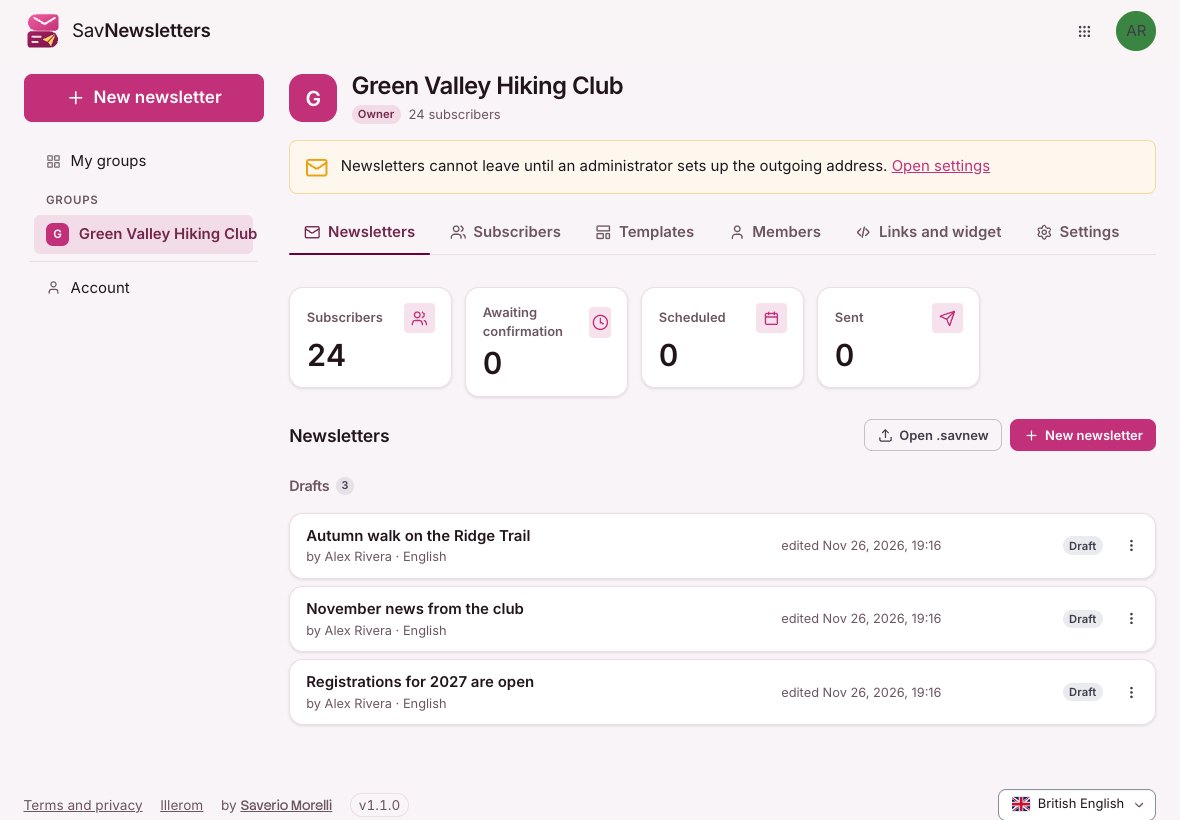 SavNewsletters
AR
New newsletter
My groups
GROUPS
G Green Valley Hiking Club
Account
G
Green Valley Hiking Club
Owner 24 subscribers
Newsletters cannot leave until an administrator sets up the outgoing address. Open settings
Newsletters Subscribers Templates Members Links and widget Settings
Subscribers
24
Awaiting
confirmation
0
Scheduled
0
Sent
0
Newsletters
Open .savnew
New newsletter
Drafts 3
Autumn walk on the Ridge Trail
by Alex Rivera · English
edited Nov 26, 2026, 19:16
Draft
November news from the club
by Alex Rivera · English
edited Nov 26, 2026, 19:16
Draft
Registrations for 2027 are open
by Alex Rivera · English
edited Nov 26, 2026, 19:16
Draft
Terms and privacy Illerom by Saverio Morelli v1.1.0
British English